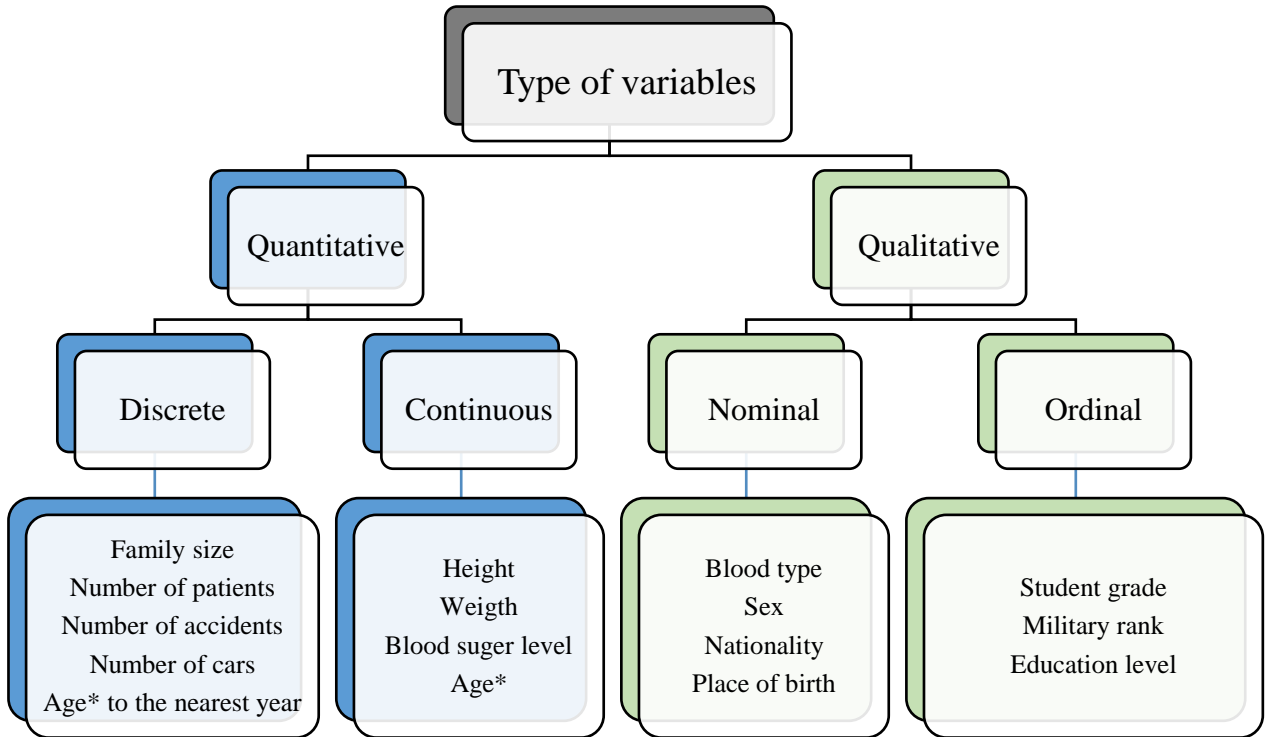 Type of variables
Quantitative
Qualitative
Discrete
Continuous
Nominal
Ordinal
Family size
Number of patients
Number of accidents
Number of cars
Age* to the nearest year
Height
Weigth
Blood suger level
Age*
Blood type
Sex
Nationality
Place of birth
Student grade
Military rank
Education level